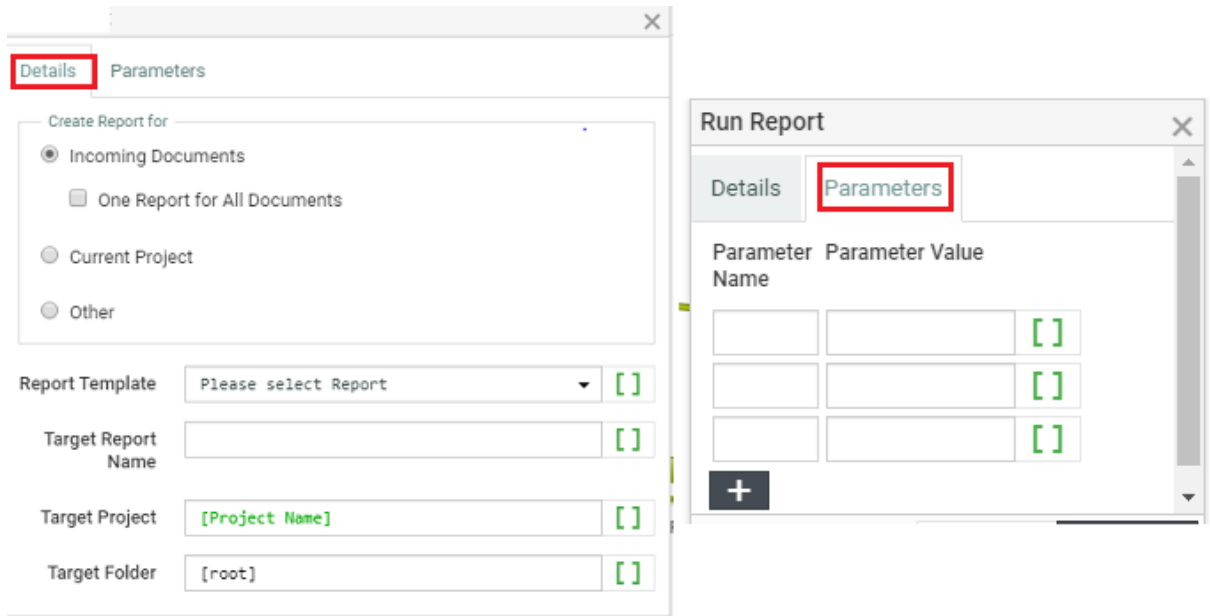 Details Parameters
Create Report for
Incoming Documents
One Report for All Documents
Current Project
Other
Report Template Please select Report []
Target Report
Name []
Target Project [Project Name] []
Target Folder [root] []
Run Report
Details Parameters
Parameter Parameter Value
Name
[]
[]
[]
+